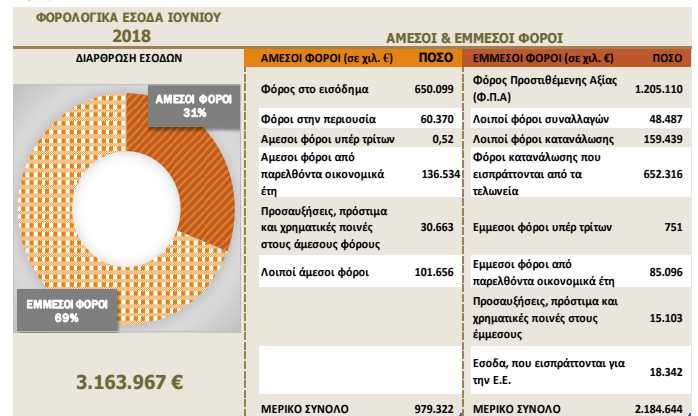 ΦΟΡΟΛΟΓΙΚΑ ΕΣΟΔΑ ΙΟΥΝΙΟΥ
2018
ΑΜΕΣΟΙ & ΕΜΜΕΣΟΙ ΦΟΡΟΙ
ΔΙΑΡΘΡΩΣΗ ΕΣΟΔΩΝ
ΑΜΕΣΟΙ ΦΟΡΟΙ (σε χιλ. €) ΠΟΣΟ
ΕΜΜΕΣΟΙ ΦΟΡΟΙ (σε χιλ. €) ΠΟΣΟ
ΑΜΕΣΟΙ ΦΟΡΟΙ
31%
ΕΜΜΕΣΟΙ ΦΟΡΟΙ
69%
3.163.967 €
Φόρος στο εισόδημα 650.099
Φόροι στην περιουσία 60.370
Αμεσοι φόροι υπέρ τρίτων 0,52
Αμεσοι φόροι από
παρελθόντα οικονομικά 136.534
έτη
Προσαυξήσεις, πρόστιμα
και χρηματικές ποινές 30.663
στους άμεσους φόρους
Λοιποί άμεσοι φόροι 101.656
ΜΕΡΙΚΟ ΣΥΝΟΛΟ 979.322
Φόρος Προστιθέμενης Αξίας
(Φ.Π.Α) 1.205.110
Λοιποί φόροι συναλλαγών 48.487
Λοιποί φόροι κατανάλωσης 159.439
Φόροι κατανάλωσης που
εισπράττονται από τα 652.316
τελωνεία
Εμμεσοι φόροι υπέρ τρίτων 751
Εμμεσοι φόροι από
παρελθόντα οικονομικά έτη 85.096
Προσαυξήσεις, πρόστιμα και
χρηματικές ποινές στους 15.103
έμμεσους
Εσοδα, που εισπράττονται για
την Ε.Ε. 18.342
ΜΕΡΙΚΟ ΣΥΝΟΛΟ 2.184.644